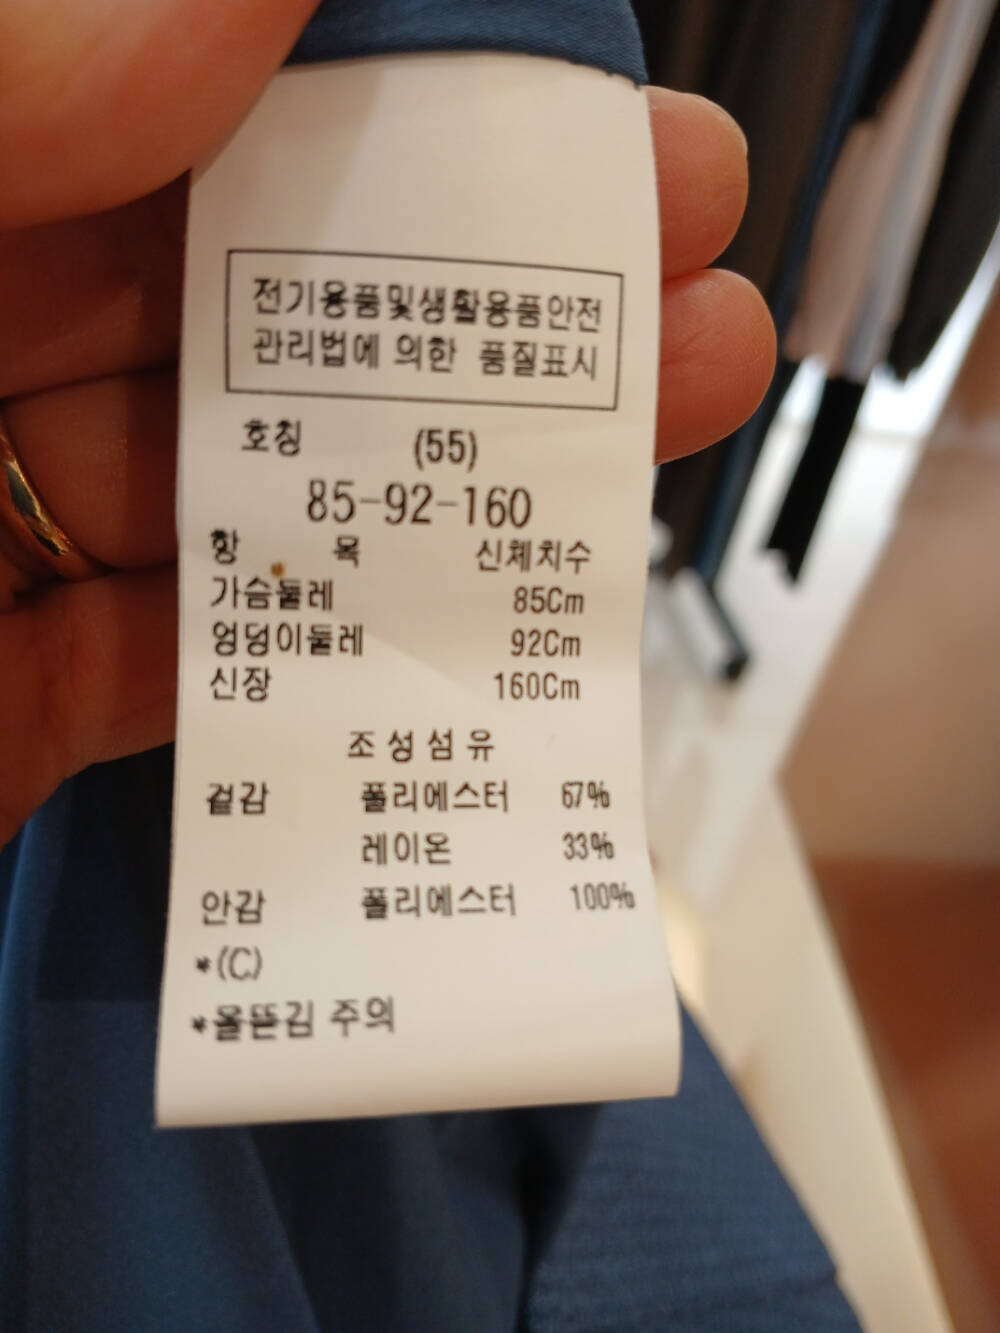 전기용품및생활용품안전
관리법에 의한 품질표시
호칭 (55)
85-92-160
항 목 신체치수
가슴둘레 85Cm
엉덩이둘레 92Cm
신장 160Cm
조성섬유
겉감 폴리에스터 67%
레이온 33%
안감 폴리에스터 100%
*(C)
*올뜯김 주의